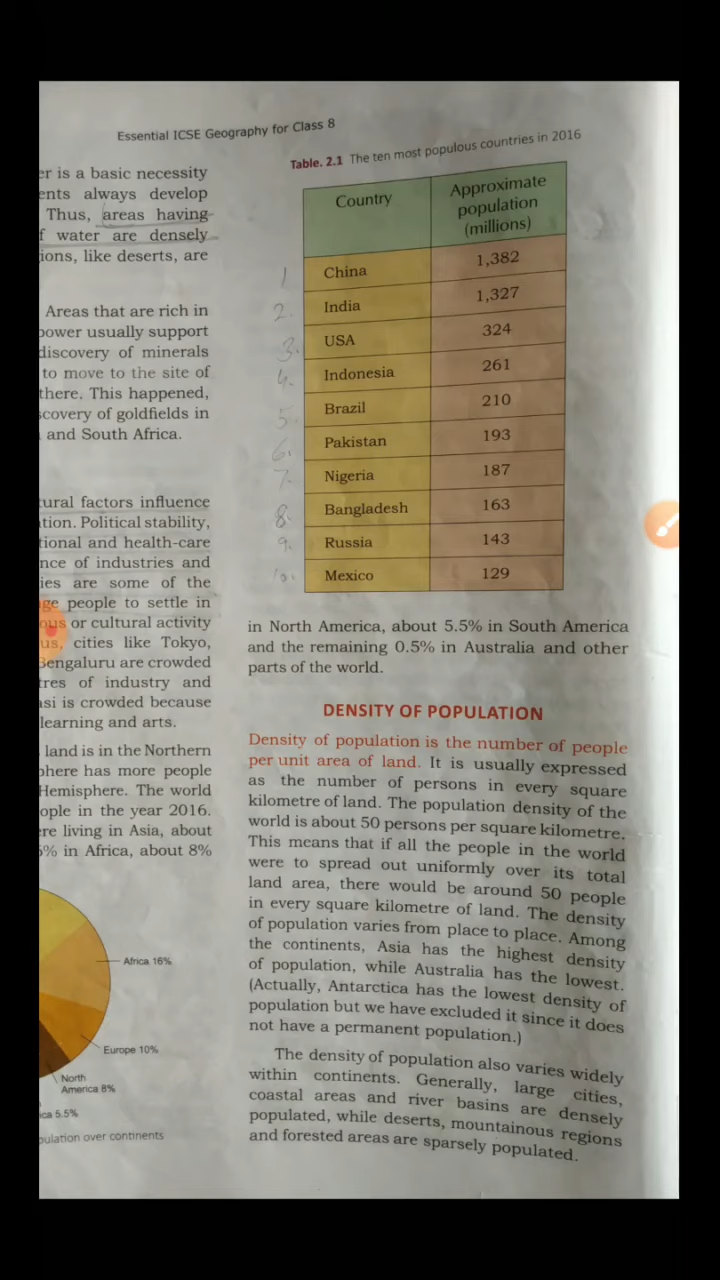 Essential ICSE Geography for Class 8
er is a basic necessity
ents always develop
Thus, areas having
f water are densely
ions, like deserts, are
Areas that are rich in
power usually support
discovery of minerals
to move to the site of
there. This happened,
scovery of goldfields in
and South Africa.
tural factors influence
tion. Political stability,
tional and health-care
nce of industries and
ies are some of the
ge people to settle in
ous or cultural activity
us, cities like Tokyo,
Bengaluru are crowded
tres of industry and
asi is crowded because
learning and arts.
land is in the Northern
phere has more people
Hemisphere. The world
ople in the year 2016.
ere living in Asia, about
% in Africa, about 8%
Africa 16%
Europe 10%
North
America 8%
ica 5.5%
pulation over continents
Table. 2.1 The ten most populous countries in 2016
Country Approximate
population
(millions)
1 China 1,382
2. India 1,327
3. USA 324
4. Indonesia 261
5. Brazil 210
6. Pakistan 193
7. Nigeria 187
8. Bangladesh 163
9. Russia 143
10. Mexico 129
in North America, about 5.5% in South America
and the remaining 0.5% in Australia and other
parts of the world.
DENSITY OF POPULATION
Density of population is the number of people
per unit area of land. It is usually expressed
as the number of persons in every square
kilometre of land. The population density of the
world is about 50 persons per square kilometre.
This means that if all the people in the world
were to spread out uniformly over its total
land area, there would be around 50 people
in every square kilometre of land. The density
of population varies from place to place. Among
the continents, Asia has the highest density
of population, while Australia has the lowest.
(Actually, Antarctica has the lowest density of
population but we have excluded it since it does
not have a permanent population.)
The density of population also varies widely
within continents. Generally, large cities,
coastal areas and river basins are densely
populated, while deserts, mountainous regions
and forested areas are sparsely populated.